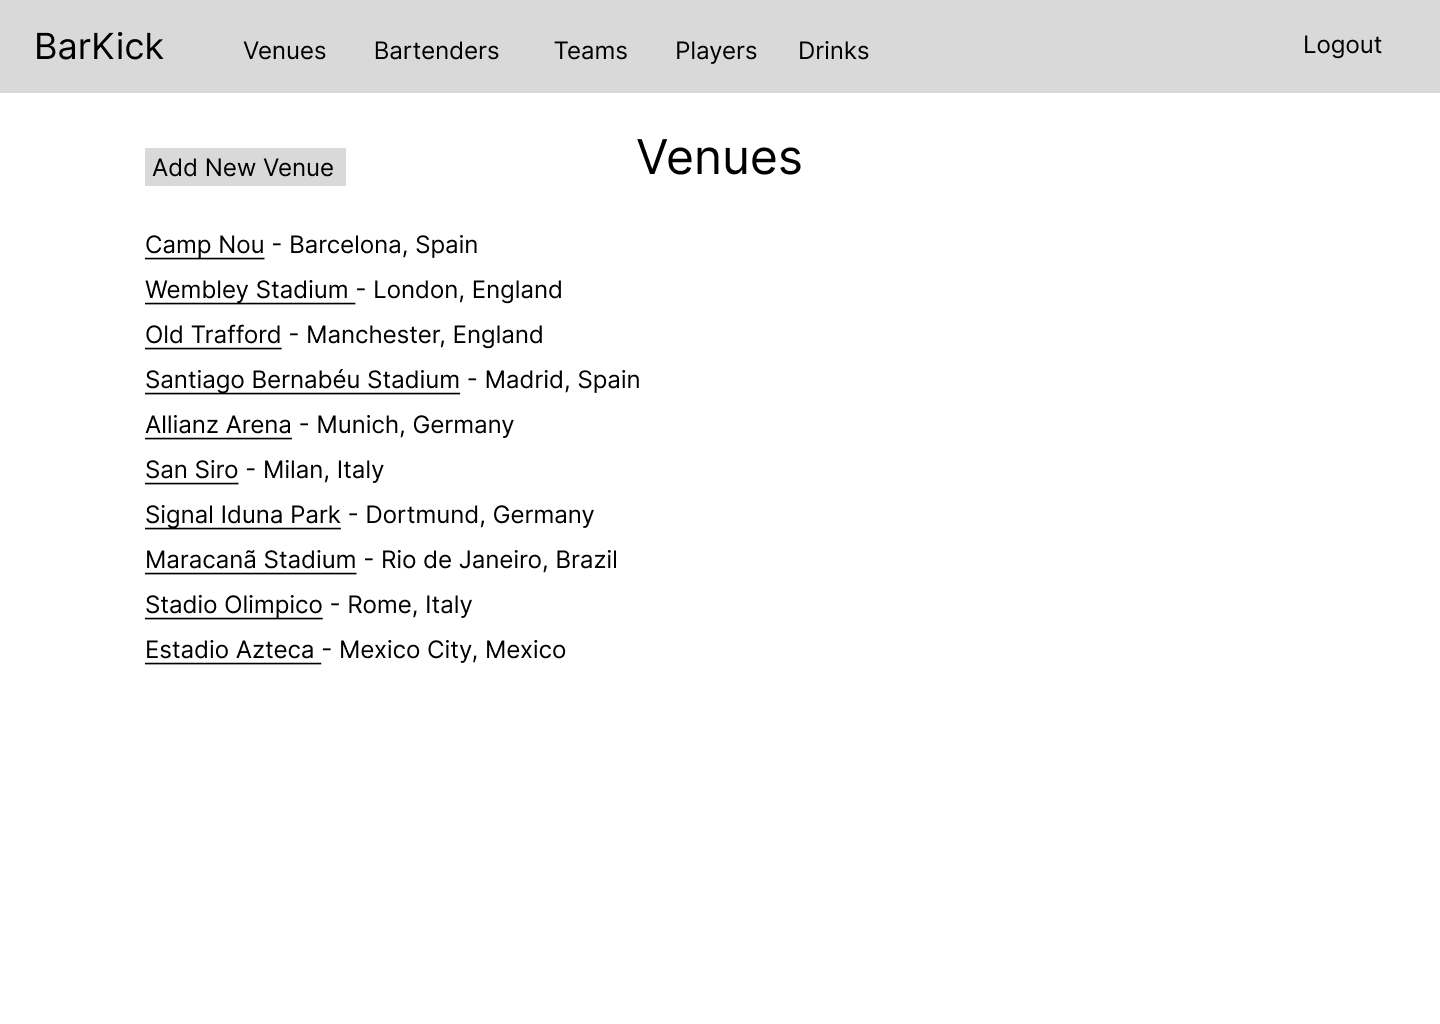 BarKick Venues Bartenders Teams Players Drinks Logout
Venues
Add New Venue
Camp Nou - Barcelona, Spain
Wembley Stadium - London, England
Old Trafford - Manchester, England
Santiago Bernabéu Stadium - Madrid, Spain
Allianz Arena - Munich, Germany
San Siro - Milan, Italy
Signal Iduna Park - Dortmund, Germany
Maracanã Stadium - Rio de Janeiro, Brazil
Stadio Olimpico - Rome, Italy
Estadio Azteca - Mexico City, Mexico